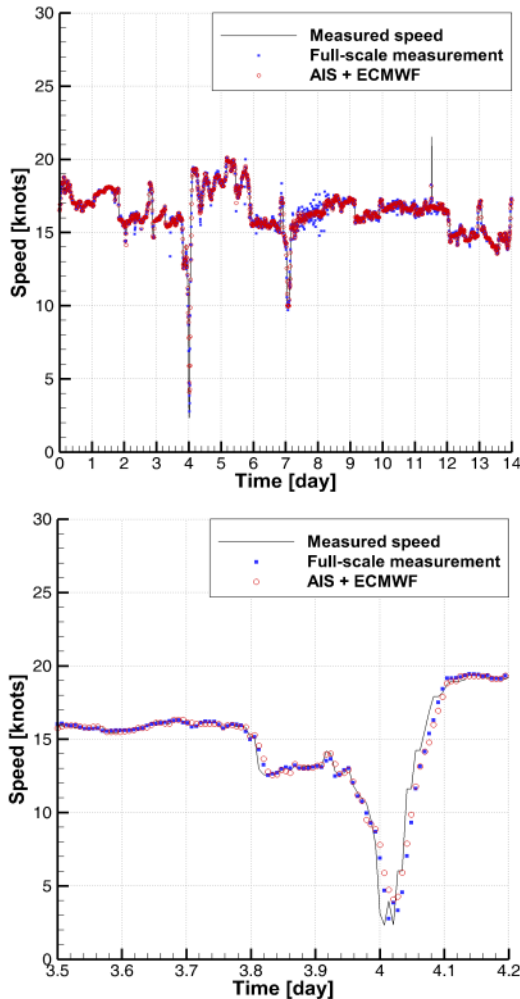 30
Measured speed
Full-scale measurement
AIS + ECMWF
25
20
15
10
5
0
Speed [knots]
0 1 2 3 4 5 6 7 8 9 10 11 12 13 14
Time [day]
30
Measured speed
Full-scale measurement
AIS + ECMWF
25
20
15
10
5
0
Speed [knots]
3.5 3.6 3.7 3.8 3.9 4 4.1 4.2
Time [day]